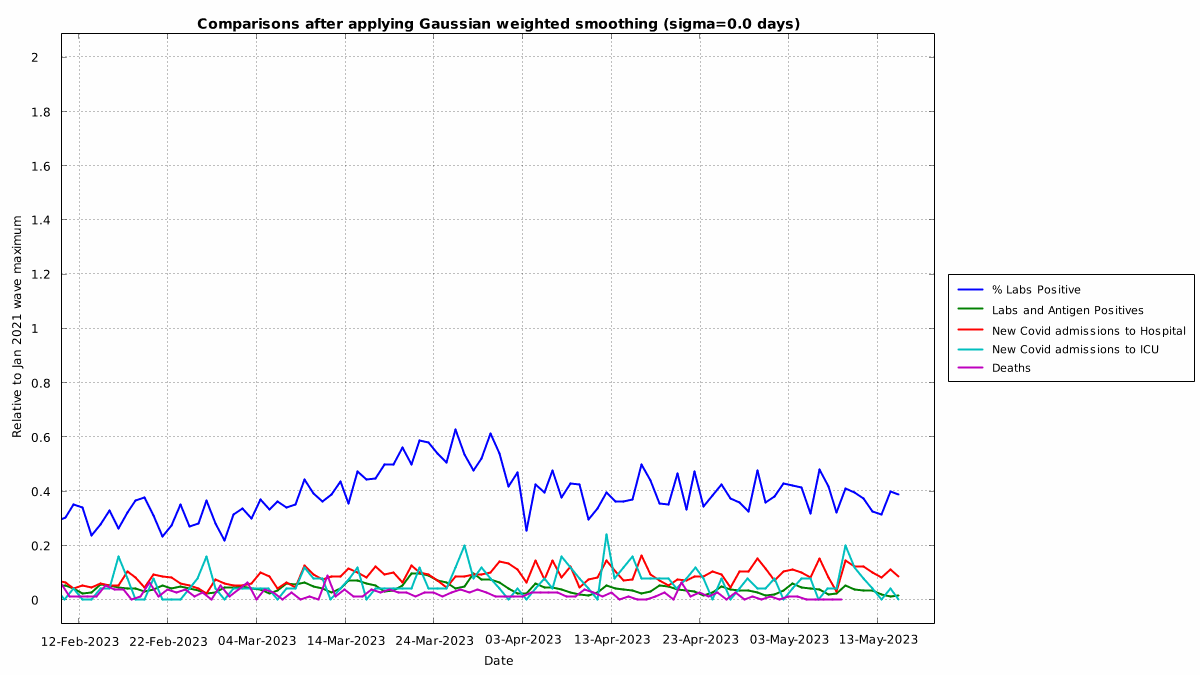 Comparisons after applying Gaussian weighted smoothing (sigma=0.0 days)
2
1.8
1.6
1.4
1.2
1
0.8
0.6
0.4
0.2
0
Relative to Jan 2021 wave maximum
12-Feb-2023 22-Feb-2023 04-Mar-2023 14-Mar-2023 24-Mar-2023 03-Apr-2023 13-Apr-2023 23-Apr-2023 03-May-2023 13-May-2023
Date
% Labs Positive
Labs and Antigen Positives
New Covid admissions to Hospital
New Covid admissions to ICU
Deaths